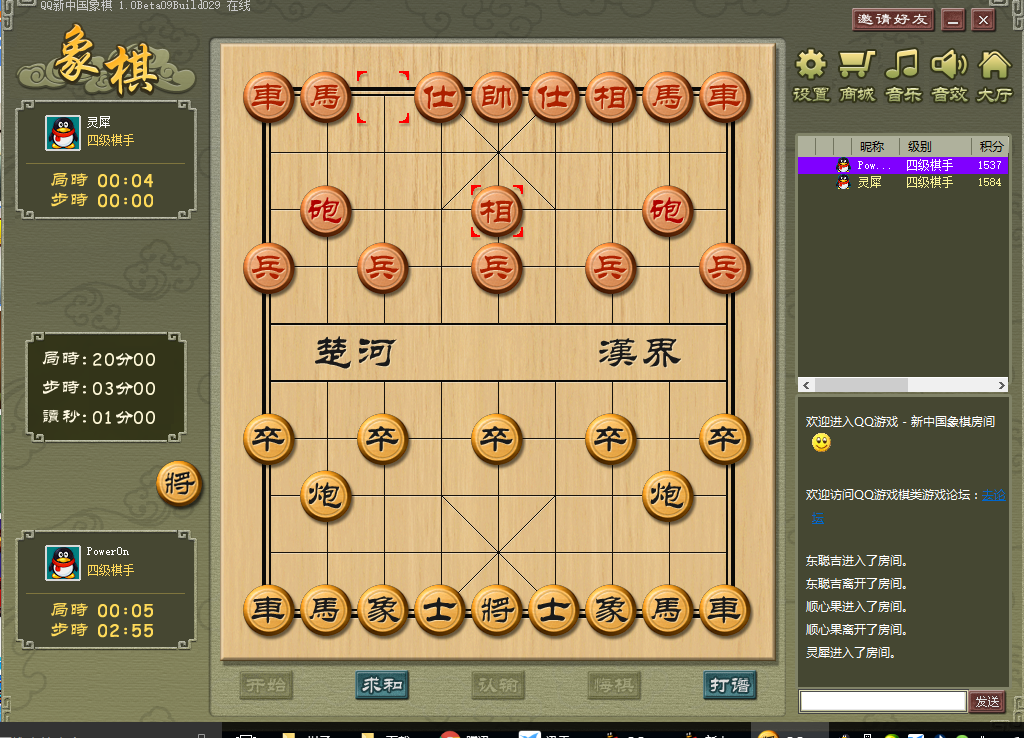 QQ新中国象棋 1.0Beta09Build029 在线
邀请好友
象棋
设置 商城 音乐 音效 大厅
灵犀
四级棋手
局時 00:04
步時 00:00
昵称 级别 积分
Pow... 四级棋手 1537
灵犀 四级棋手 1584
車 馬 仕 帥 仕 相 馬 車
砲 相 砲
兵 兵 兵 兵 兵
楚河 漢界
局時:20分00
步時:03分00
讀秒:01分00
卒 卒 卒 卒 卒
將
炮 炮
車 馬 象 士 將 士 象 馬 車
PowerOn
四级棋手
局時 00:05
步時 02:55
欢迎进入QQ游戏 - 新中国象棋房间
欢迎访问QQ游戏棋类游戏论坛：去论
坛
东聪吉进入了房间。
东聪吉离开了房间。
顺心果进入了房间。
顺心果离开了房间。
灵犀进入了房间。
开始 求和 认输 悔棋 打谱
发送